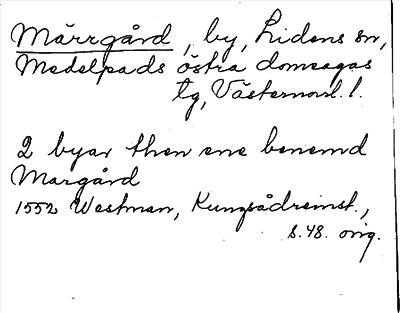 Märrgård, by, Lidens sn,
Medelpads östra domsagas
tg, Västernorrl. l.
2 byar then ene benemd
Margård
1552 Westman, Kungsådreinst.,
s. 48. orig.